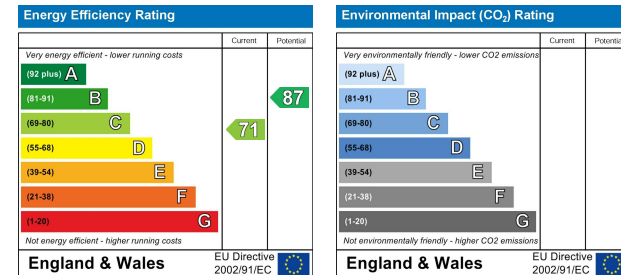 Energy Efficiency Rating
Current Potential
Very energy efficient - lower running costs
(92 plus) A
(81-91) B
87
(69-80) C
71
(55-68) D
(39-54) E
(21-38) F
(1-20) G
Not energy efficient - higher running costs
England & Wales
EU Directive
2002/91/EC
Environmental Impact (CO₂) Rating
Current Potentia
Very environmentally friendly - lower CO2 emissions
(92 plus) A
(81-91) B
(69-80) C
(55-68) D
(39-54) E
(21-38) F
(1-20) G
Not environmentally friendly - higher CO2 emissions
England & Wales
EU Directive
2002/91/EC